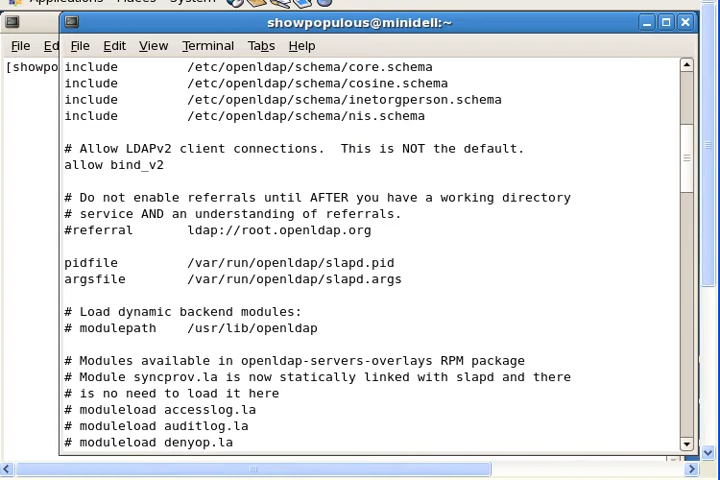 Applications Places System
showpopulous@minidell:~
File Ed
File Edit View Terminal Tabs Help
[showpo
include /etc/openldap/schema/core.schema
include /etc/openldap/schema/cosine.schema
include /etc/openldap/schema/inetorgperson.schema
include /etc/openldap/schema/nis.schema
# Allow LDAPv2 client connections. This is NOT the default.
allow bind_v2
# Do not enable referrals until AFTER you have a working directory
# service AND an understanding of referrals.
#referral ldap://root.openldap.org
pidfile /var/run/openldap/slapd.pid
argsfile /var/run/openldap/slapd.args
# Load dynamic backend modules:
# modulepath /usr/lib/openldap
# Modules available in openldap-servers-overlays RPM package
# Module syncprov.la is now statically linked with slapd and there
# is no need to load it here
# moduleload accesslog.la
# moduleload auditlog.la
# moduleload denyop.la